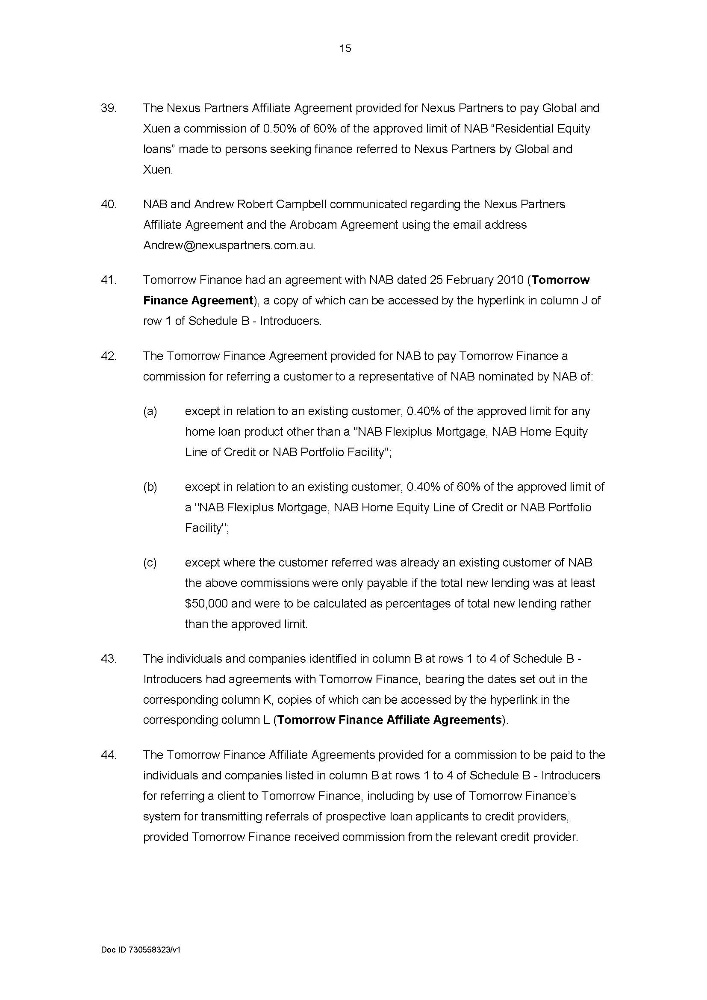 15
39. The Nexus Partners Affiliate Agreement provided for Nexus Partners to pay Global and
Xuen a commission of 0.50% of 60% of the approved limit of NAB “Residential Equity
loans” made to persons seeking finance referred to Nexus Partners by Global and
Xuen.
40. NAB and Andrew Robert Campbell communicated regarding the Nexus Partners
Affiliate Agreement and the Arobcam Agreement using the email address
Andrew@nexuspartners.com.au.
41. Tomorrow Finance had an agreement with NAB dated 25 February 2010 (Tomorrow
Finance Agreement), a copy of which can be accessed by the hyperlink in column J of
row 1 of Schedule B - Introducers.
42. The Tomorrow Finance Agreement provided for NAB to pay Tomorrow Finance a
commission for referring a customer to a representative of NAB nominated by NAB of:
(a) except in relation to an existing customer, 0.40% of the approved limit for any
home loan product other than a "NAB Flexiplus Mortgage, NAB Home Equity
Line of Credit or NAB Portfolio Facility";
(b) except in relation to an existing customer, 0.40% of 60% of the approved limit of
a "NAB Flexiplus Mortgage, NAB Home Equity Line of Credit or NAB Portfolio
Facility";
(c) except where the customer referred was already an existing customer of NAB
the above commissions were only payable if the total new lending was at least
$50,000 and were to be calculated as percentages of total new lending rather
than the approved limit.
43. The individuals and companies identified in column B at rows 1 to 4 of Schedule B -
Introducers had agreements with Tomorrow Finance, bearing the dates set out in the
corresponding column K, copies of which can be accessed by the hyperlink in the
corresponding column L (Tomorrow Finance Affiliate Agreements).
44. The Tomorrow Finance Affiliate Agreements provided for a commission to be paid to the
individuals and companies listed in column B at rows 1 to 4 of Schedule B - Introducers
for referring a client to Tomorrow Finance, including by use of Tomorrow Finance’s
system for transmitting referrals of prospective loan applicants to credit providers,
provided Tomorrow Finance received commission from the relevant credit provider.
Doc ID 730558323/v1